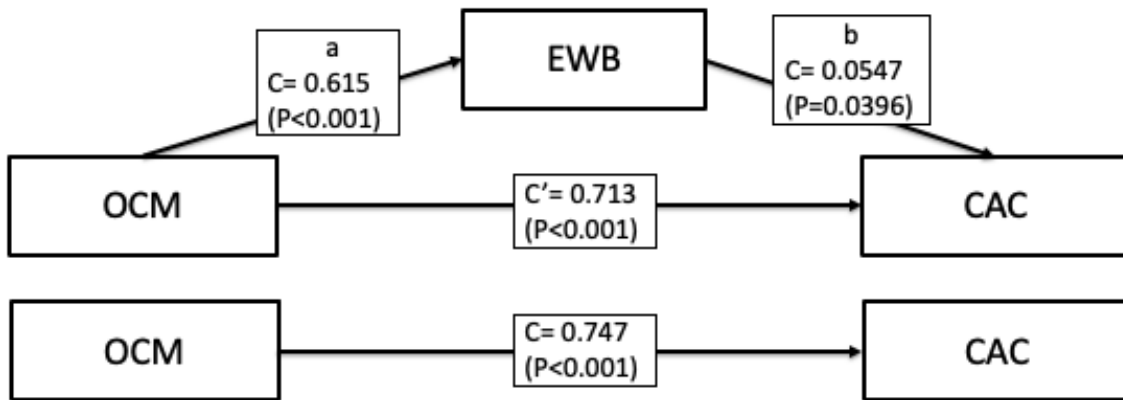 a
C= 0.615
(P<0.001)
EWB
b
C= 0.0547
(P=0.0396)
OCM
C’= 0.713
(P<0.001)
CAC
OCM
C= 0.747
(P<0.001)
CAC